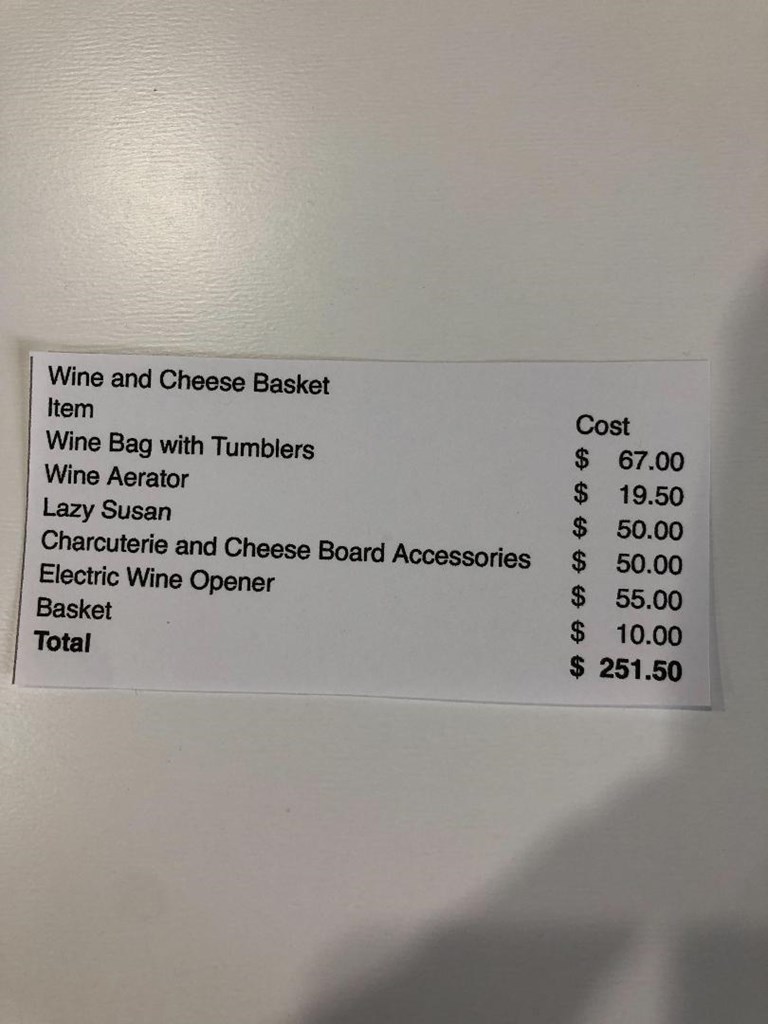 Wine and Cheese Basket
Item Cost
Wine Bag with Tumblers $ 67.00
Wine Aerator $ 19.50
Lazy Susan $ 50.00
Charcuterie and Cheese Board Accessories $ 50.00
Electric Wine Opener $ 55.00
Basket $ 10.00
Total $ 251.50